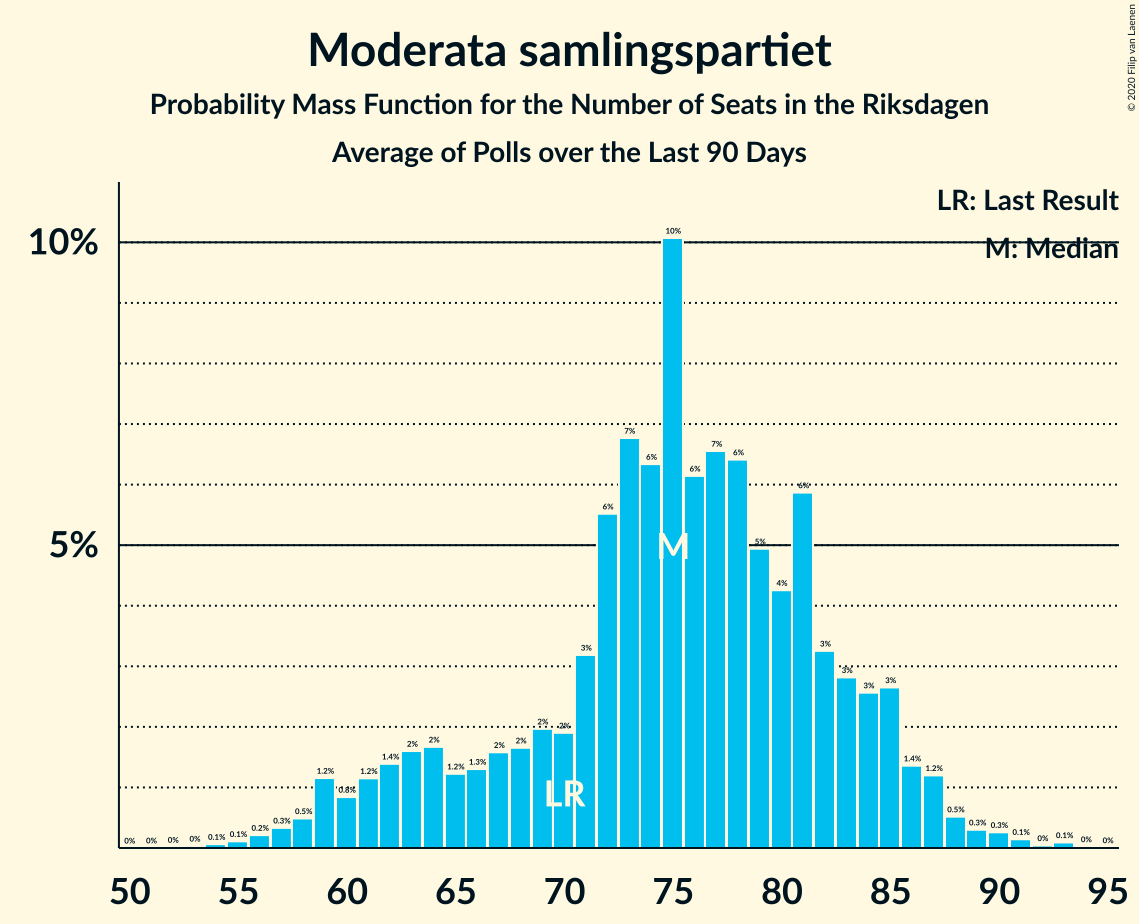 Moderata samlingspartiet
Probability Mass Function for the Number of Seats in the Riksdagen
Average of Polls over the Last 90 Days
© 2020 Filip van Laenen
LR: Last Result
M: Median
10%
5%
0% 0% 0% 0% 0.1% 0.1% 0.2% 0.3% 0.5% 1.2% 0.8% 1.2% 1.4% 2% 2% 1.2% 1.3% 2% 2% 2% 2% 3% 6% 7% 6% 10% 6% 7% 6% 5% 4% 6% 3% 3% 3% 3% 1.4% 1.2% 0.5% 0.3% 0.3% 0.1% 0% 0.1% 0% 0%
M
LR
50 55 60 65 70 75 80 85 90 95